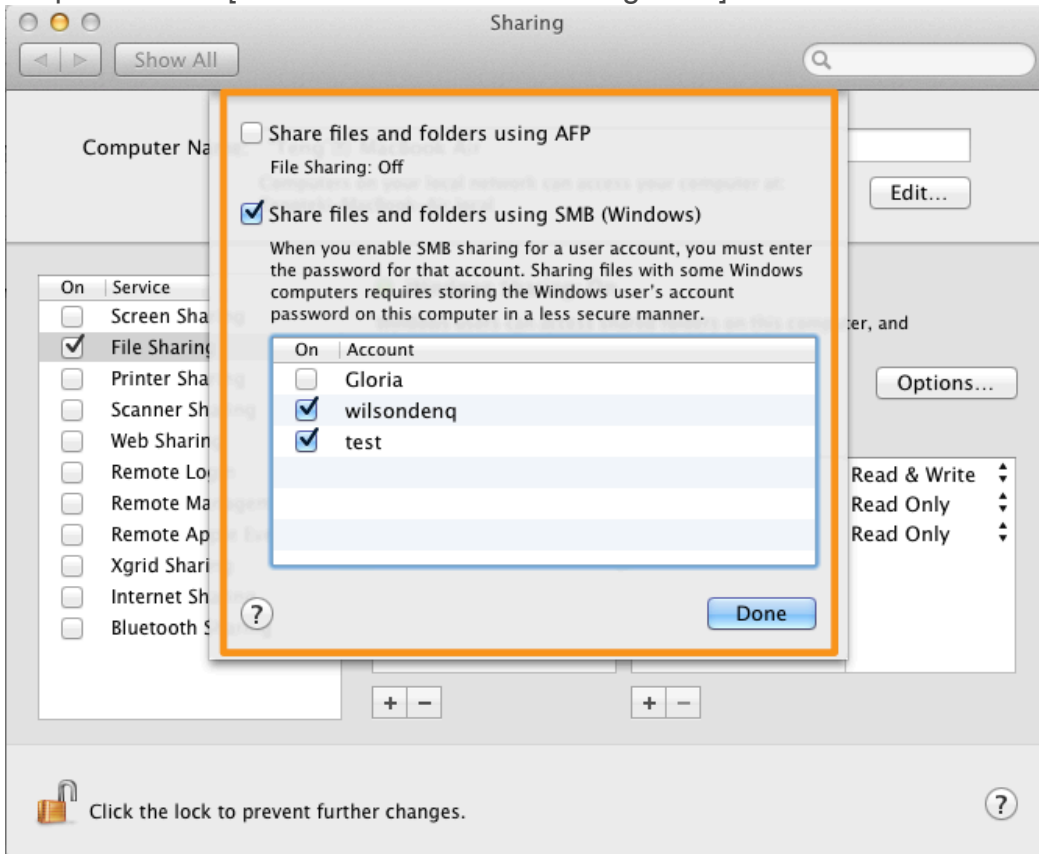 Sharing
Show All
Share files and folders using AFP
Computer Na
File Sharing: Off
Edit...
Share files and folders using SMB (Windows)
When you enable SMB sharing for a user account, you must enter
the password for that account. Sharing files with some Windows
computers requires storing the Windows user's account
password on this computer in a less secure manner.
On Service
Screen Sha
File Sharing
Printer Sha
Scanner Sh
Web Sharin
Remote Lo
Remote Ma
Remote Ap
Xgrid Shari
Internet Sh
Bluetooth S
On Account
Gloria
wilsondenq
test
ter, and
Options...
Read & Write
Read Only
Read Only
?
Done
+ −
+ −
Click the lock to prevent further changes.
?